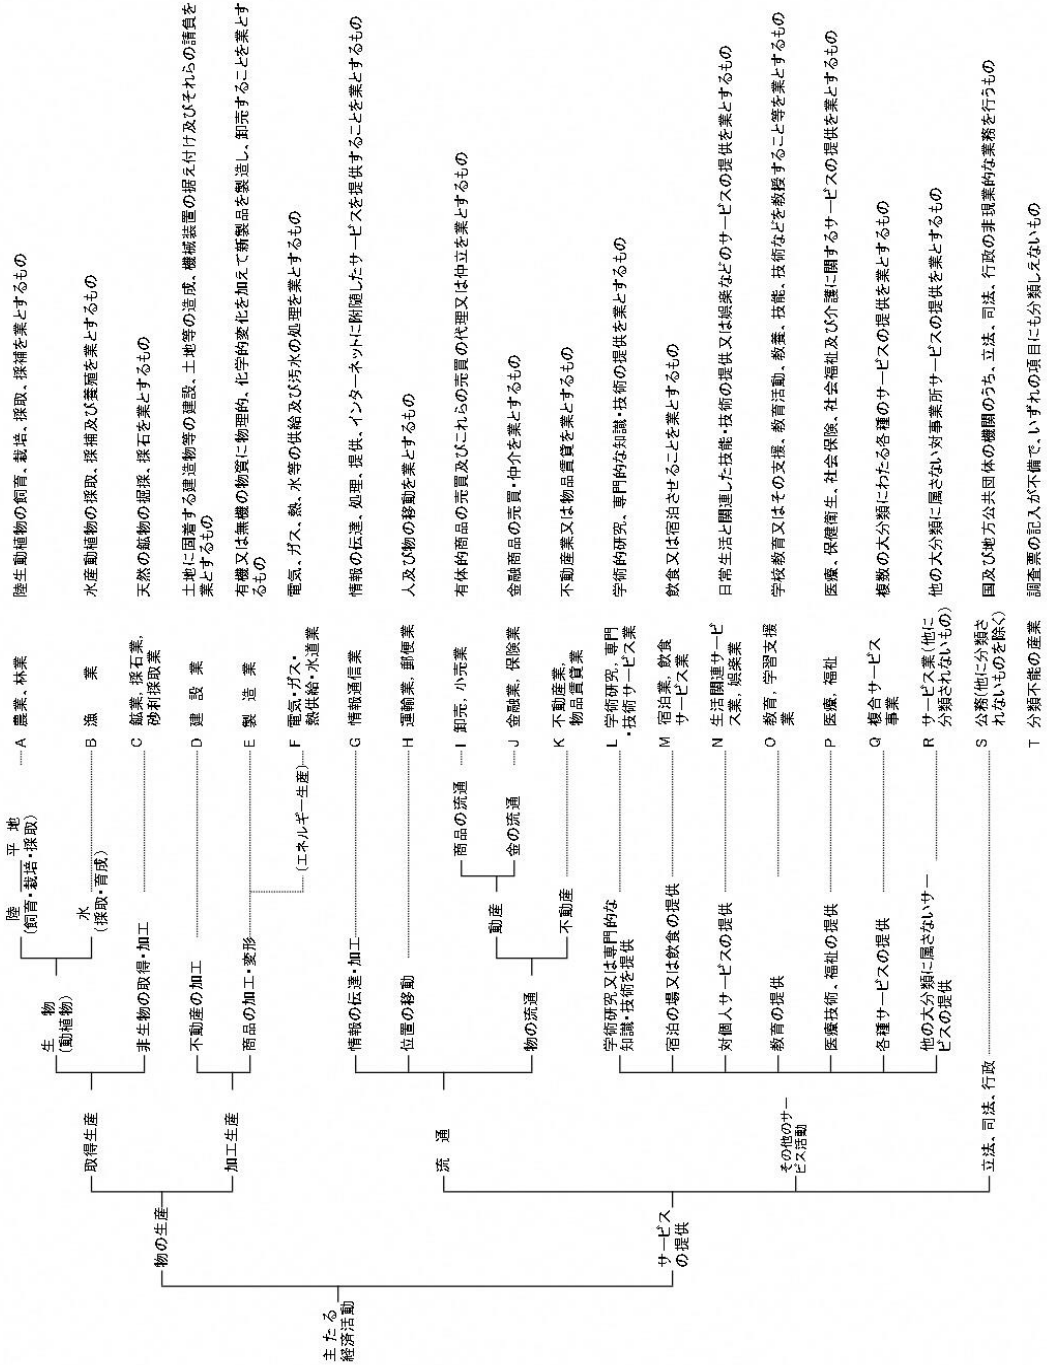 主たる
経済活動
物の生産
サービス
の提供
取得生産
加工生産
流　通
その他のサー
ビス活動
立法、司法、行政
生　物
(動植物)
非生物の取得・加工
不動産の加工
商品の加工・変形
情報の伝達・加工
位置の移動
物の流通
学術研究又は専門的な
知識・技術を提供
宿泊の場又は飲食の提供
対個人サービスの提供
教育の提供
医療技術、福祉の提供
各種サービスの提供
他の大分類に属さないサー
ビスの提供
陸　平　地
(飼育・栽培・採取)
水
(採取・育成)
(エネルギー生産)
動産
不動産
商品の流通
金の流通
A 農業、林業 陸生動植物の飼育、栽培、採取、採補を業とするもの
B 漁　業 水産動植物の採取、採捕及び養殖を業とするもの
C 鉱業，採石業，
砂利採取業 天然の鉱物の掘採、採石を業とするもの
D 建　設　業 土地に固着する建造物等の建設、土地等の造成、機械装置の据え付け及びそれらの請負を
業とするもの
E 製　造　業 有機又は無機の物質に物理的、化学的変化を加えて新製品を製造し、卸売することを業とす
るもの
F 電気・ガス・
熱供給・水道業 電気、ガス、熱、水等の供給及び汚水の処理を業とするもの
G 情報通信業 情報の伝達、処理、提供、インターネットに附随したサービスを提供することを業とするもの
H 運輸業，郵便業 人及び物の移動を業とするもの
I 卸売，小売業 有体的商品の売買及びこれらの売買の代理又は仲立を業とするもの
J 金融業，保険業 金融商品の売買・仲介を業とするもの
K 不動産業，
物品賃貸業 不動産業又は物品賃貸を業とするもの
L 学術研究，専門
・技術サービス業 学術的研究、専門的な知識・技術の提供を業とするもの
M 宿泊業，飲食
サービス業 飲食又は宿泊させることを業とするもの
N 生活関連サービ
ス業，娯楽業 日常生活と関連した技能・技術の提供又は娯楽などのサービスの提供を業とするもの
O 教育，学習支援
業 学校教育又はその支援、教育活動、教養、技能、技術などを教授すること等を業とするもの
P 医療，福祉 医療、保健衛生、社会保険、社会福祉及び介護に関するサービスの提供を業とするもの
Q 複合サービス
事業 複数の大分類にわたる各種のサービスの提供を業とするもの
R サービス業(他に
分類されないもの) 他の大分類に属さない対事業所サービスの提供を業とするもの
S 公務(他に分類さ
れないものを除く) 国及び地方公共団体の機関のうち、立法、司法、行政の非現業的な業務を行うもの
T 分類不能の産業 調査票の記入が不備で、いずれの項目にも分類しえないもの